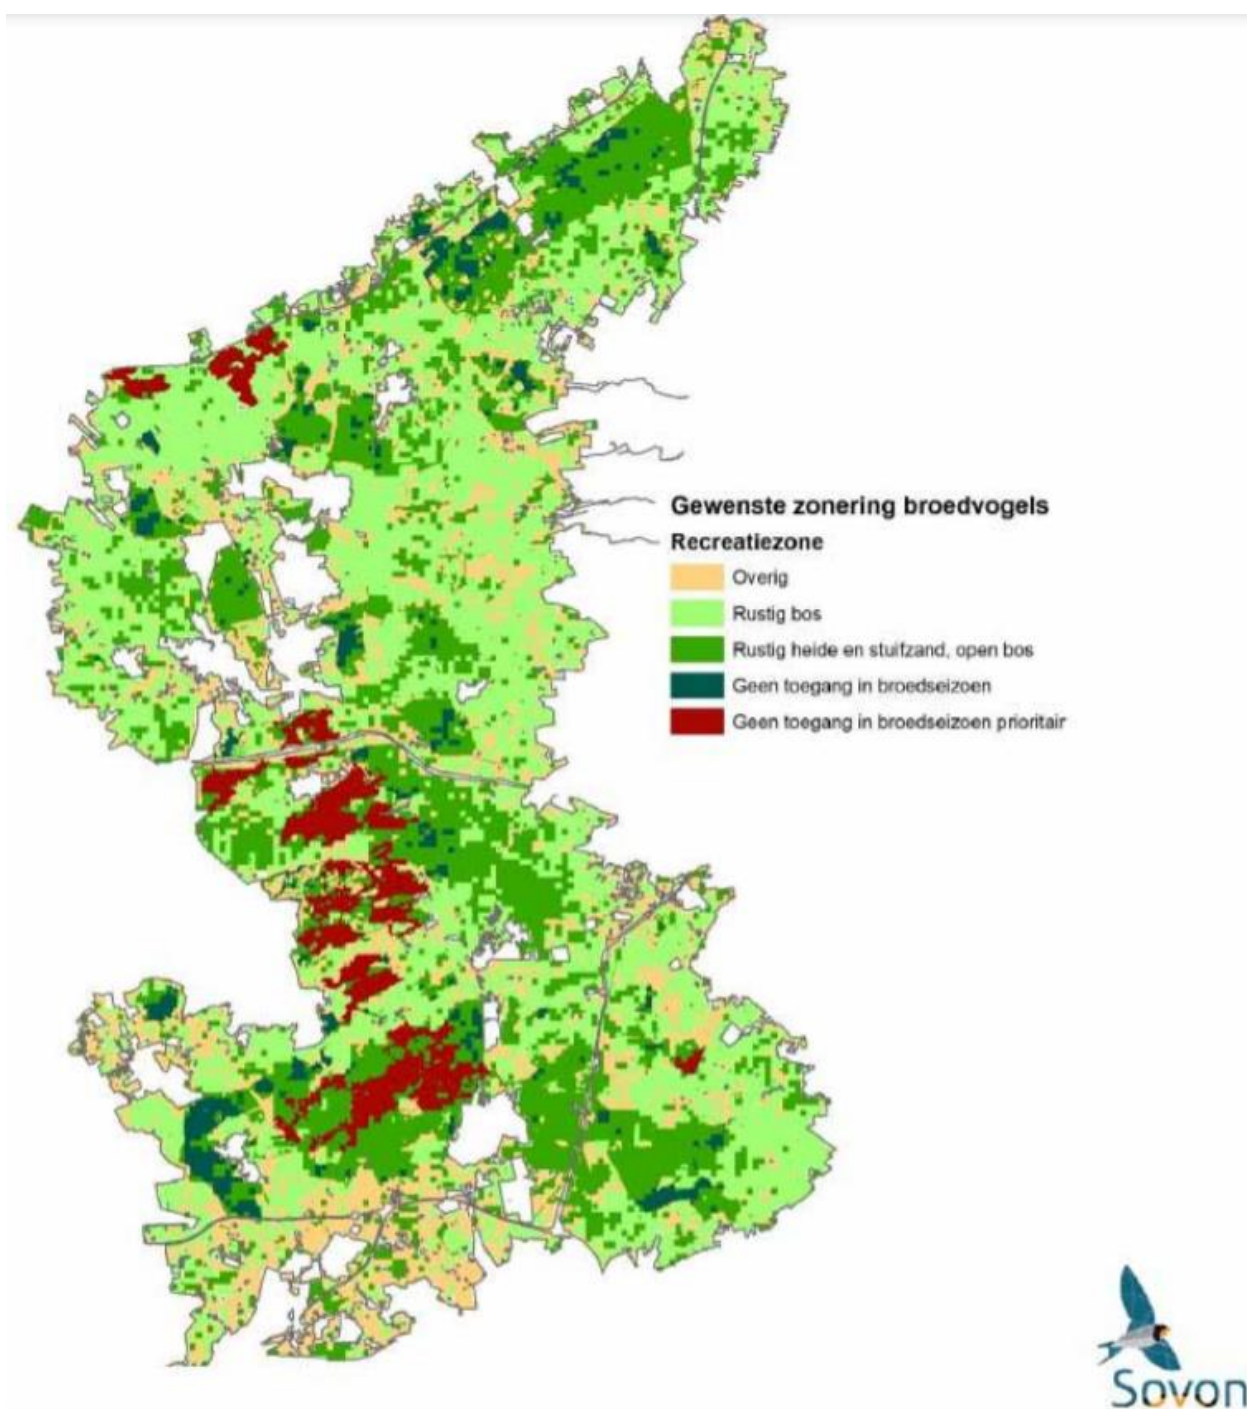 Gewenste zonering broedvogels
Recreatiezone
Overig
Rustig bos
Rustig heide en stuifzand, open bos
Geen toegang in broedseizoen
Geen toegang in broedseizoen prioritair
Sovon